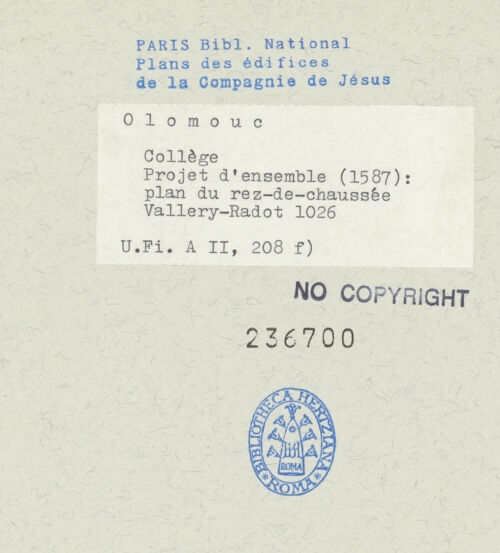 PARIS Bibl. National
Plans des édifices
de la Compagnie de Jésus
Olomouc
Collège
Projet d'ensemble (1587):
plan du rez-de-chaussée
Vallery-Radot 1026
U.Fi. A II, 208 f)
NO COPYRIGHT
236700
BIBLIOTHECA HERTZIANA
ROMA
* ROMA *